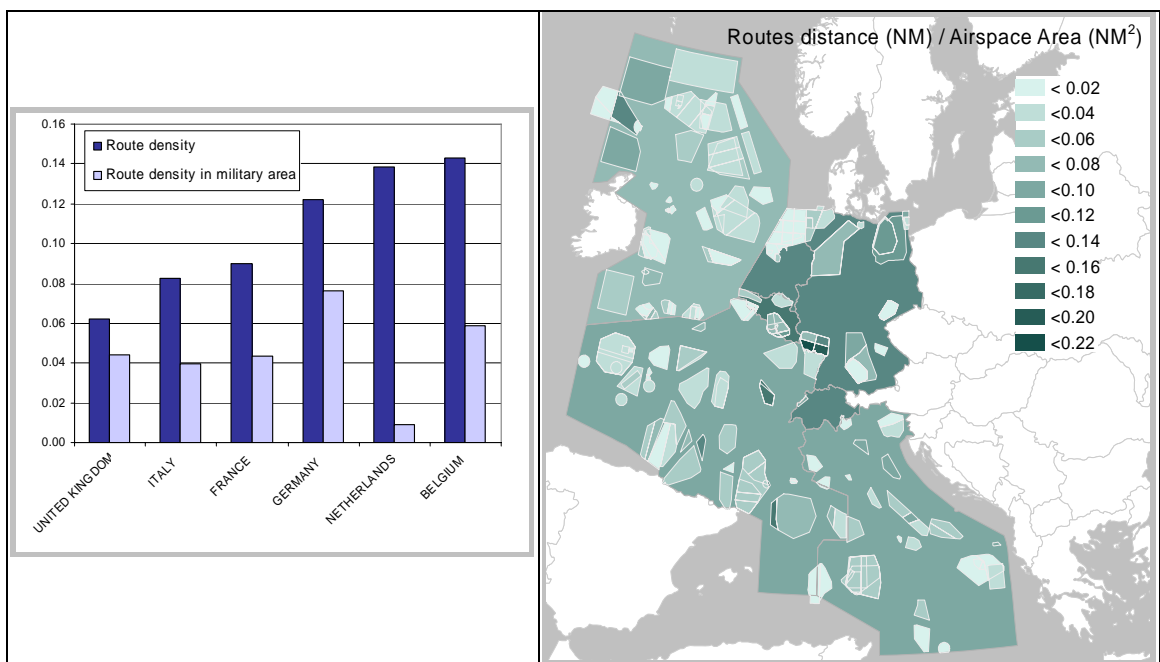 0.16
0.14
0.12
0.10
0.08
0.06
0.04
0.02
0.00
Route density
Route density in military area
UNITED KINGDOM
ITALY
FRANCE
GERMANY
NETHERLANDS
BELGIUM
Routes distance (NM) / Airspace Area (NM²)
< 0.02
<0.04
<0.06
< 0.08
<0.10
<0.12
< 0.14
< 0.16
<0.18
<0.20
<0.22